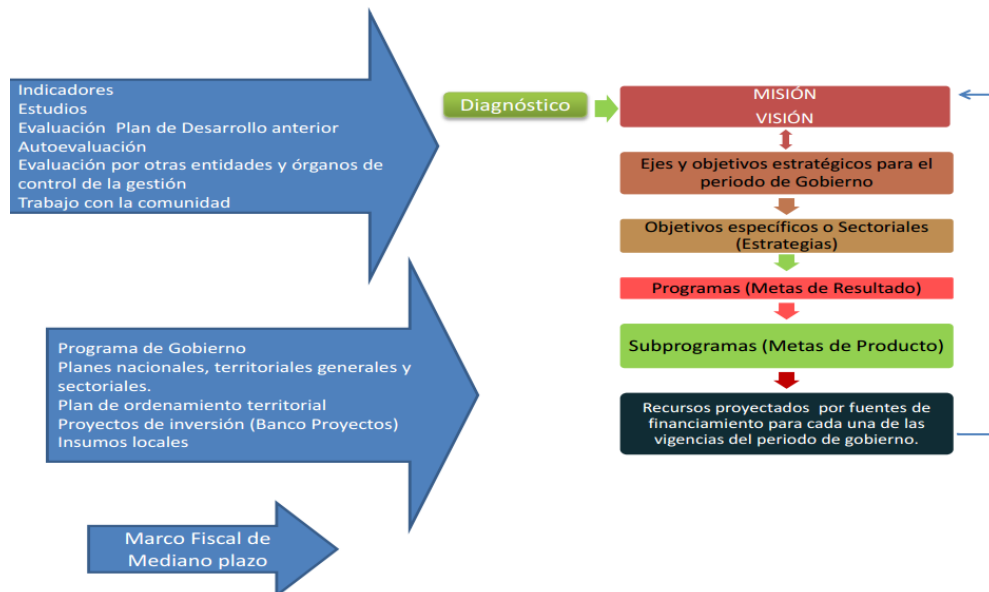 Indicadores
Estudios
Evaluación Plan de Desarrollo anterior
Autoevaluación
Evaluación por otras entidades y órganos de
control de la gestión
Trabajo con la comunidad
Programa de Gobierno
Planes nacionales, territoriales generales y
sectoriales.
Plan de ordenamiento territorial
Proyectos de inversión (Banco Proyectos)
Insumos locales
Marco Fiscal de
Mediano plazo
Diagnóstico
MISIÓN
VISIÓN
Ejes y objetivos estratégicos para el
periodo de Gobierno
Objetivos específicos o Sectoriales
(Estrategias)
Programas (Metas de Resultado)
Subprogramas (Metas de Producto)
Recursos proyectados por fuentes de
financiamiento para cada una de las
vigencias del periodo de gobierno.